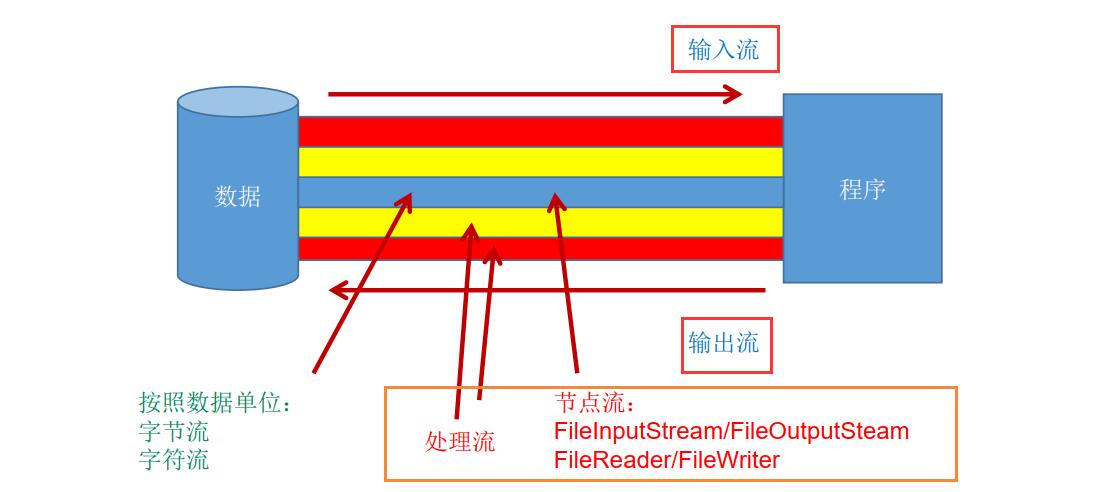 输入流
数据
程序
输出流
按照数据单位：
字节流
字符流
处理流
节点流：
FileInputStream/FileOutputSteam
FileReader/FileWriter